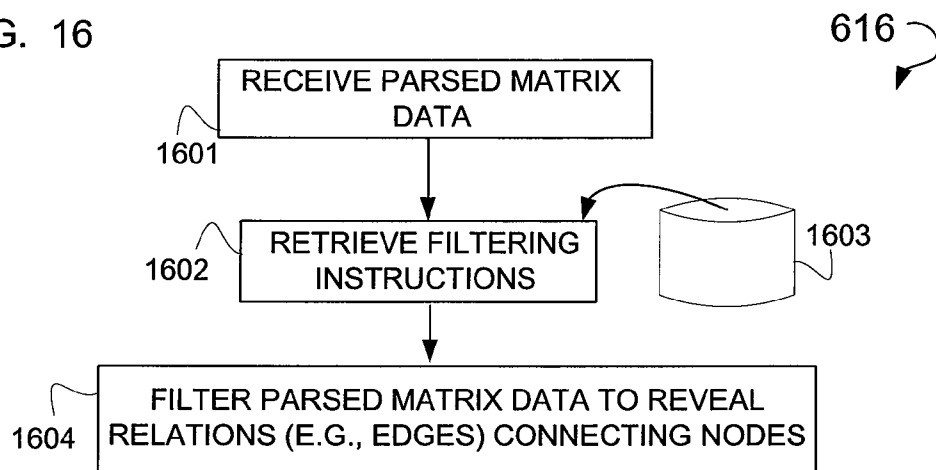 G. 16
616
RECEIVE PARSED MATRIX
DATA
1601
RETRIEVE FILTERING
INSTRUCTIONS
1602
1603
FILTER PARSED MATRIX DATA TO REVEAL
RELATIONS (E.G., EDGES) CONNECTING NODES
1604